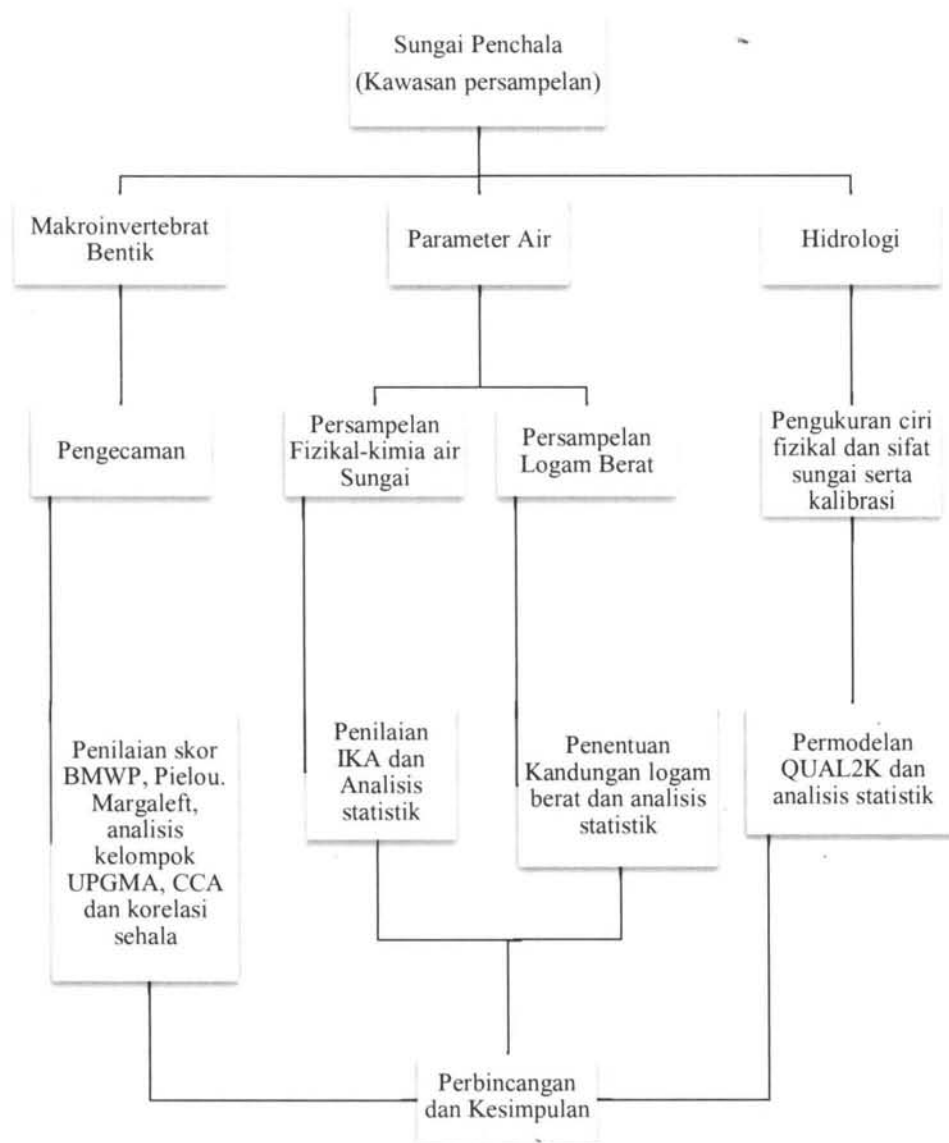 Sungai Penchala
(Kawasan persampelan)
Makroinvertebrat
Bentik
Parameter Air
Hidrologi
Pengecaman
Persampelan
Fizikal-kimia air
Sungai
Persampelan
Logam Berat
Pengukuran ciri
fizikal dan sifat
sungai serta
kalibrasi
Penilaian skor
BMWP, Pielou.
Margaleft,
analisis
kelompok
UPGMA, CCA
dan korelasi
sehala
Penilaian
IKA dan
Analisis
statistik
Penentuan
Kandungan logam
berat dan analisis
statistik
Permodelan
QUAL2K dan
analisis statistik
Perbincangan
dan Kesimpulan